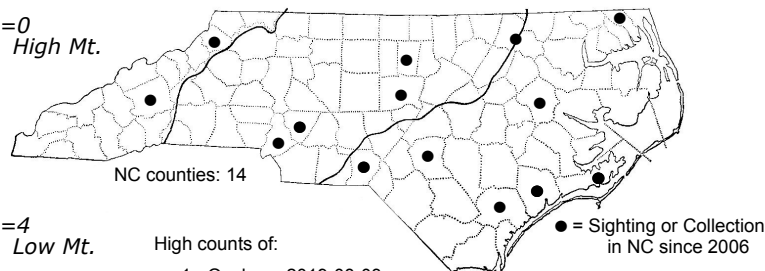 =0
High Mt.
NC counties: 14
=4
Low Mt.
High counts of:
● = Sighting or Collection
in NC since 2006